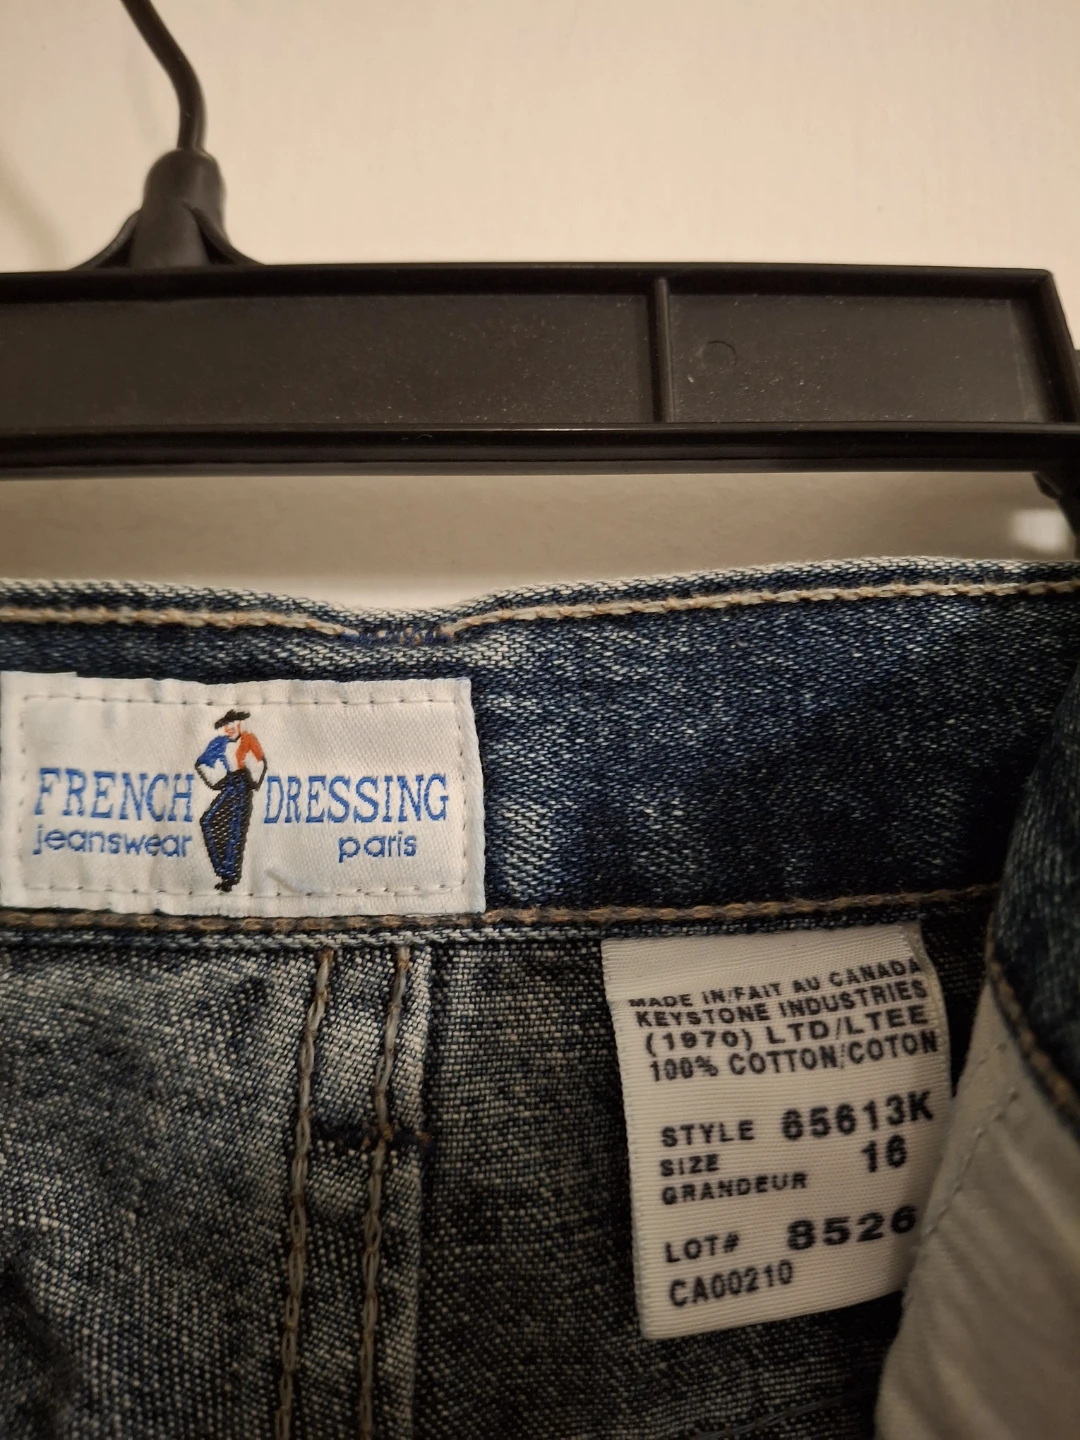 FRENCH DRESSING
jeanswear paris
MADE IN/FAIT AU CANADA
KEYSTONE INDUSTRIES
(1970) LTD/LTEE
100% COTTON/COTON
STYLE 65613K
SIZE 16
GRANDEUR
LOT# 8526
CA00210